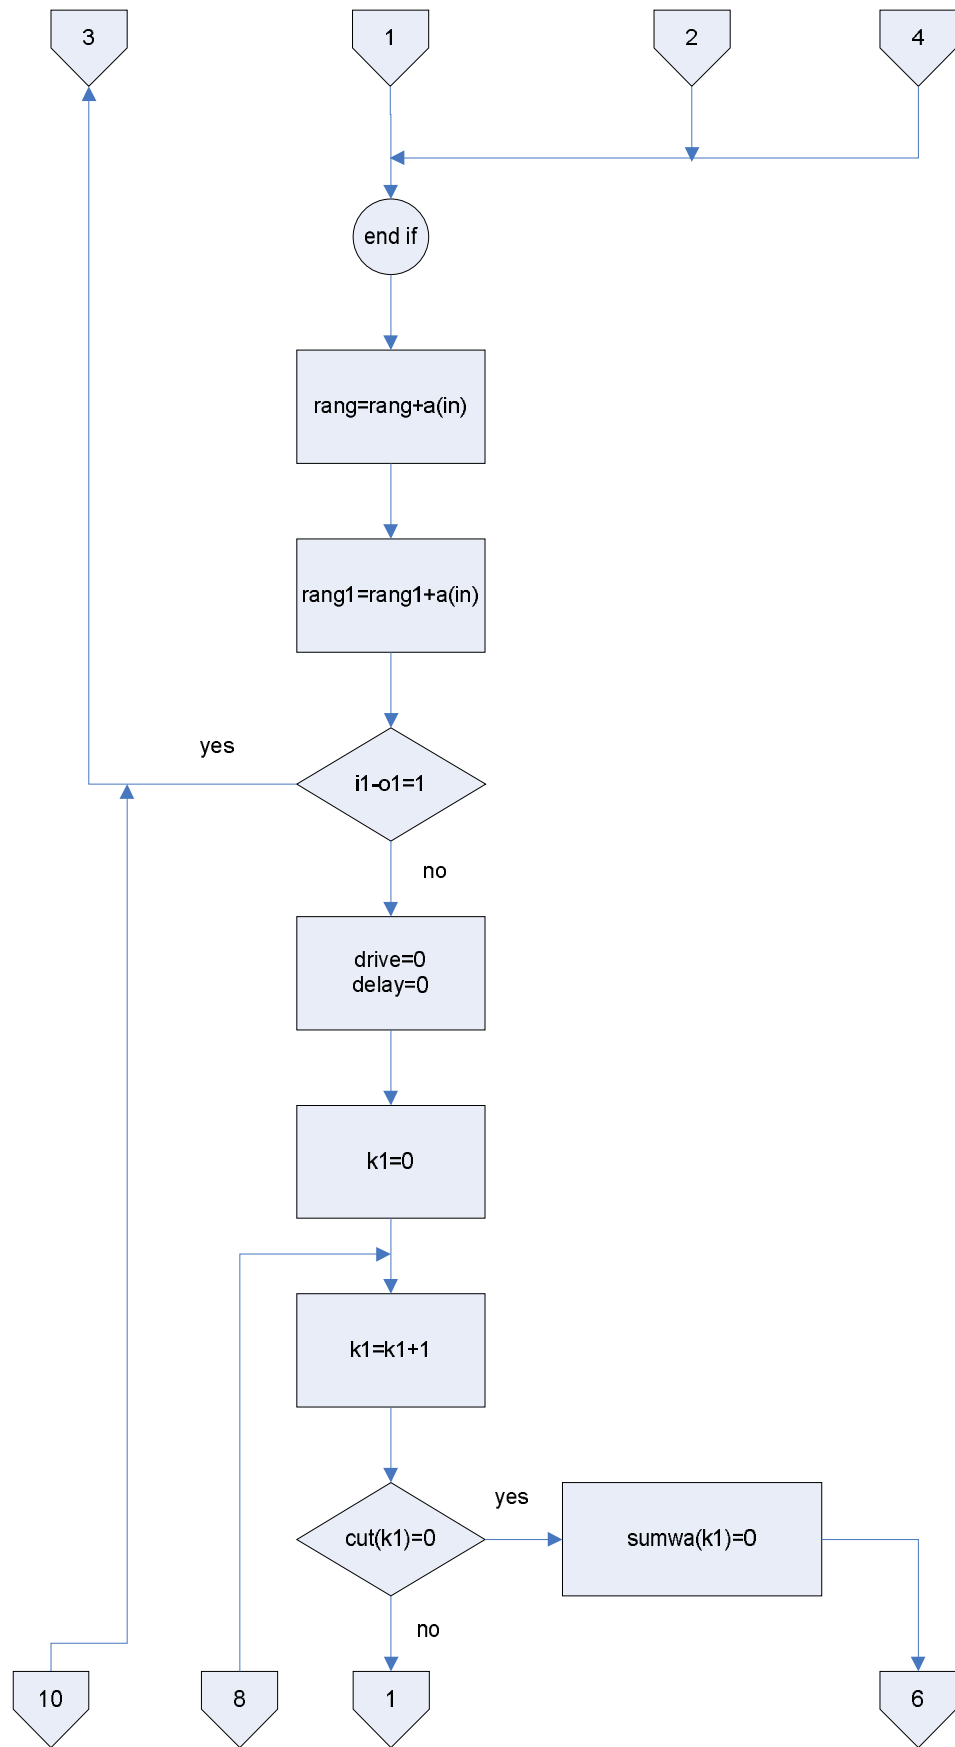 3
1
2
4
end if
rang=rang+a(in)
rang1=rang1+a(in)
yes
i1-o1=1
no
drive=0
delay=0
k1=0
k1=k1+1
yes
cut(k1)=0
sumwa(k1)=0
no
10
8
1
6